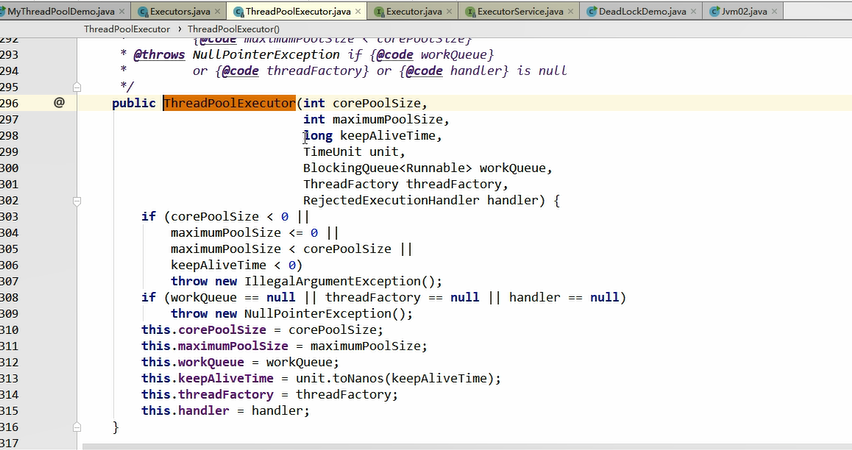 MyThreadPoolDemo.java × Executors.java × ThreadPoolExecutor.java × Executor.java × ExecutorService.java × DeadLockDemo.java × Jvm02.java ×
ThreadPoolExecutor › ThreadPoolExecutor()
292 * {@code maximumPoolSize < corePoolSize}
293 * @throws NullPointerException if {@code workQueue}
294 * or {@code threadFactory} or {@code handler} is null
295 */
296 @ public ThreadPoolExecutor(int corePoolSize,
297 int maximumPoolSize,
298 long keepAliveTime,
299 TimeUnit unit,
300 BlockingQueue<Runnable> workQueue,
301 ThreadFactory threadFactory,
302 RejectedExecutionHandler handler) {
303 if (corePoolSize < 0 ||
304 maximumPoolSize <= 0 ||
305 maximumPoolSize < corePoolSize ||
306 keepAliveTime < 0)
307 throw new IllegalArgumentException();
308 if (workQueue == null || threadFactory == null || handler == null)
309 throw new NullPointerException();
310 this.corePoolSize = corePoolSize;
311 this.maximumPoolSize = maximumPoolSize;
312 this.workQueue = workQueue;
313 this.keepAliveTime = unit.toNanos(keepAliveTime);
314 this.threadFactory = threadFactory;
315 this.handler = handler;
316 }
317